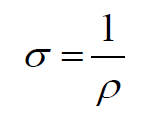 σ = 1/ρ